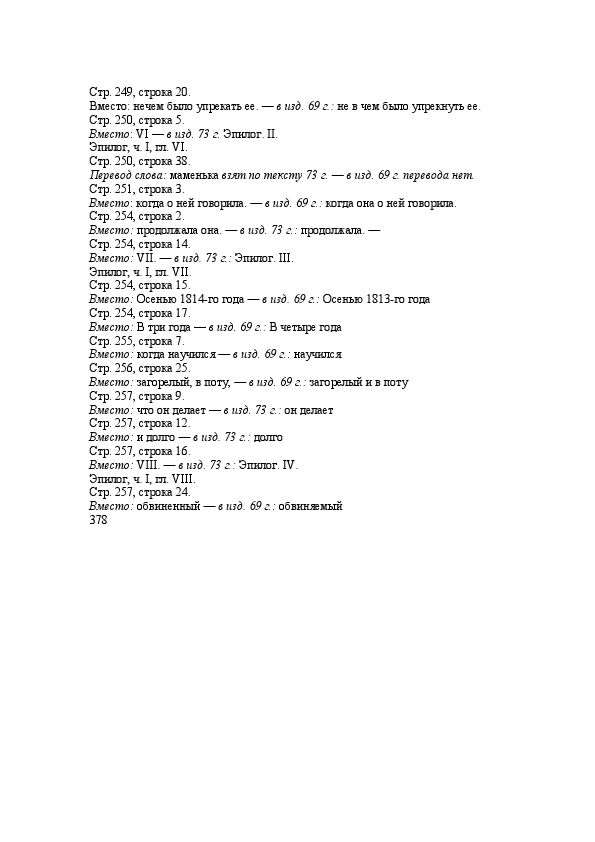 Стр. 249, строка 20.
Вместо: нечем было упрекать ее. — в изд. 69 г.: не в чем было упрекнуть ее.
Стр. 250, строка 5.
Вместо: VI — в изд. 73 г. Эпилог. II.
Эпилог, ч. I, гл. VI.
Стр. 250, строка 38.
Перевод слова: маменька взят по тексту 73 г. — в изд. 69 г. перевода нет.
Стр. 251, строка 3.
Вместо: когда о ней говорила. — в изд. 69 г.: когда она о ней говорила.
Стр. 254, строка 2.
Вместо: продолжала она. — в изд. 73 г.: продолжала. —
Стр. 254, строка 14.
Вместо: VII. — в изд. 73 г.: Эпилог. III.
Эпилог, ч. I, гл. VII.
Стр. 254, строка 15.
Вместо: Осенью 1814-го года — в изд. 69 г.: Осенью 1813-го года
Стр. 254, строка 17.
Вместо: В три года — в изд. 69 г.: В четыре года
Стр. 255, строка 7.
Вместо: когда научился — в изд. 69 г.: научился
Стр. 256, строка 25.
Вместо: загорелый, в поту, — в изд. 69 г.: загорелый и в поту
Стр. 257, строка 9.
Вместо: что он делает — в изд. 73 г.: он делает
Стр. 257, строка 12.
Вместо: и долго — в изд. 73 г.: долго
Стр. 257, строка 16.
Вместо: VIII. — в изд. 73 г.: Эпилог. IV.
Эпилог, ч. I, гл. VIII.
Стр. 257, строка 24.
Вместо: обвиненный — в изд. 69 г.: обвиняемый
378